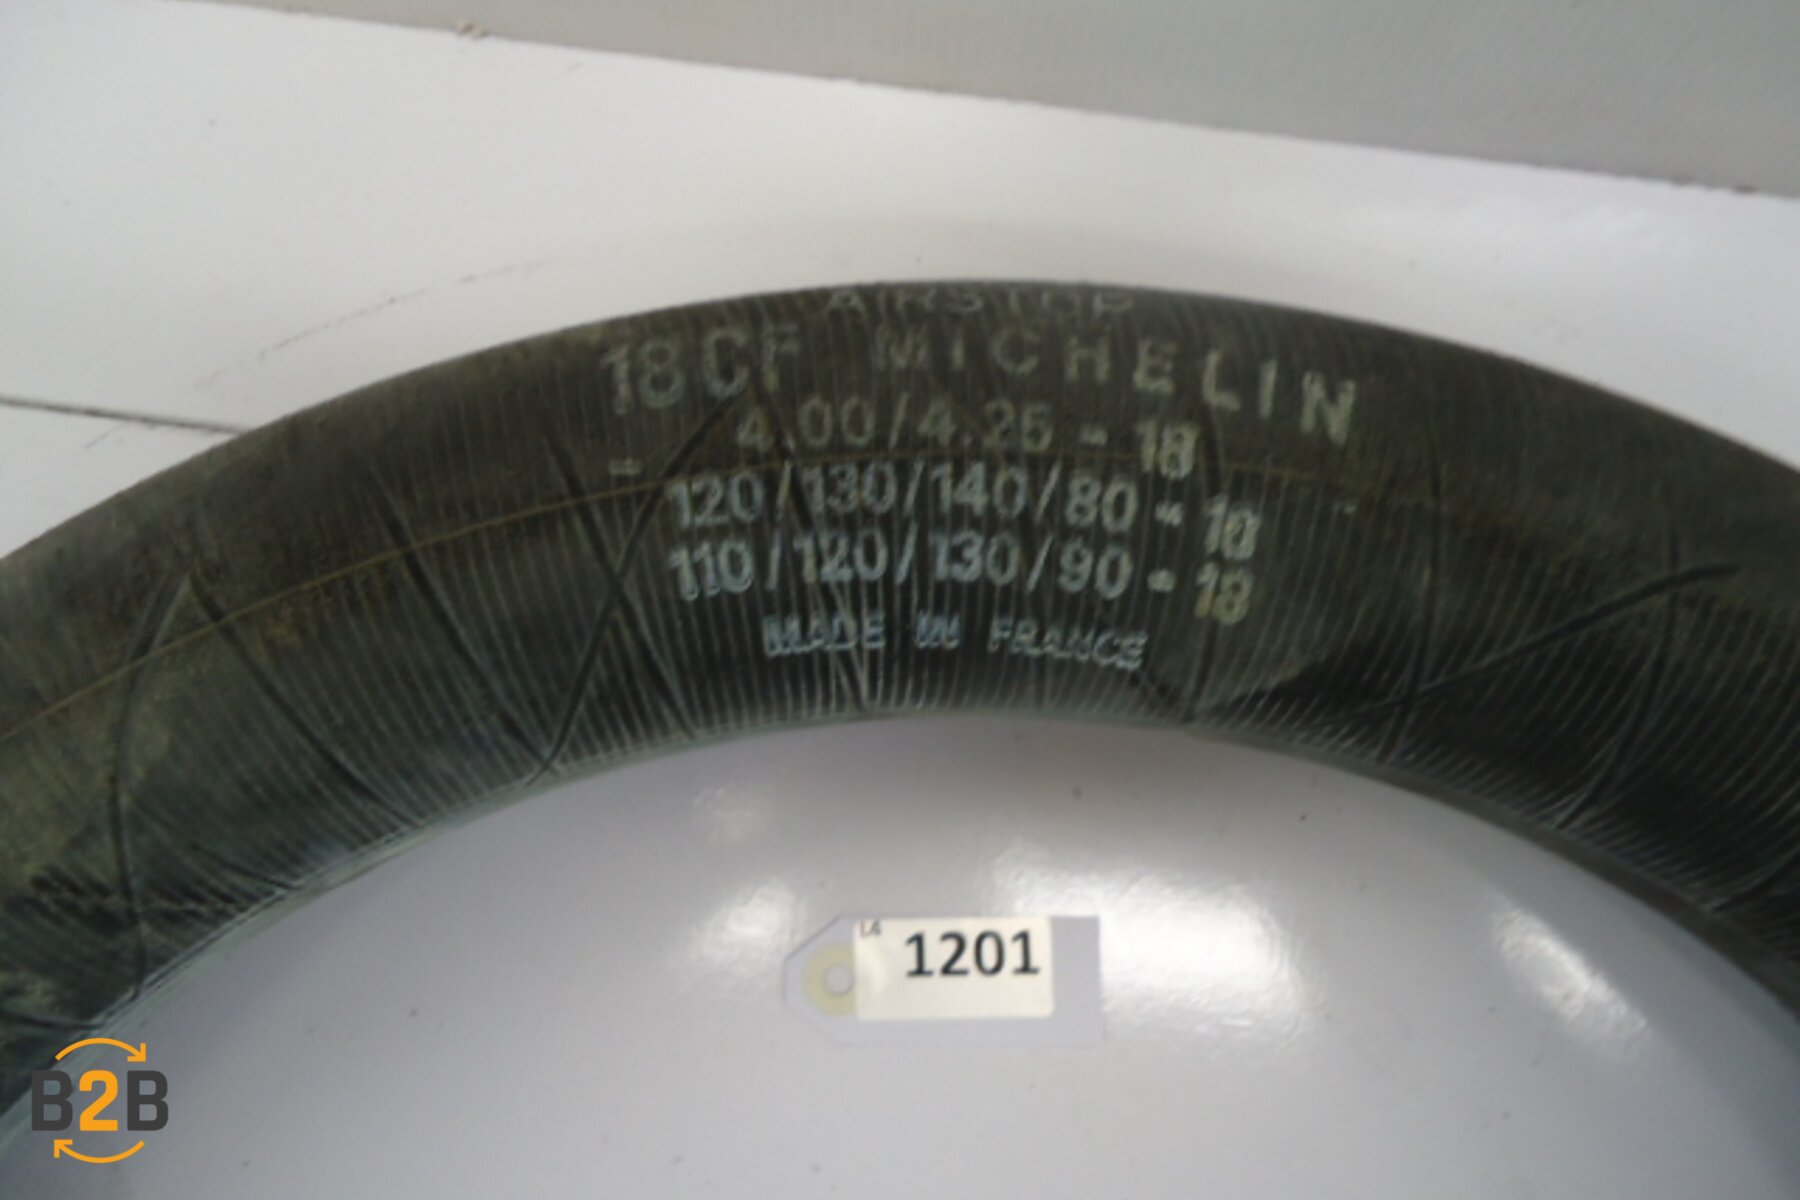 AIRSTOP
18CF MICHELIN
4.00/4.25-18
120/130/140/80-18
110/120/130/90-18
MADE IN FRANCE
L4
1201
B2B